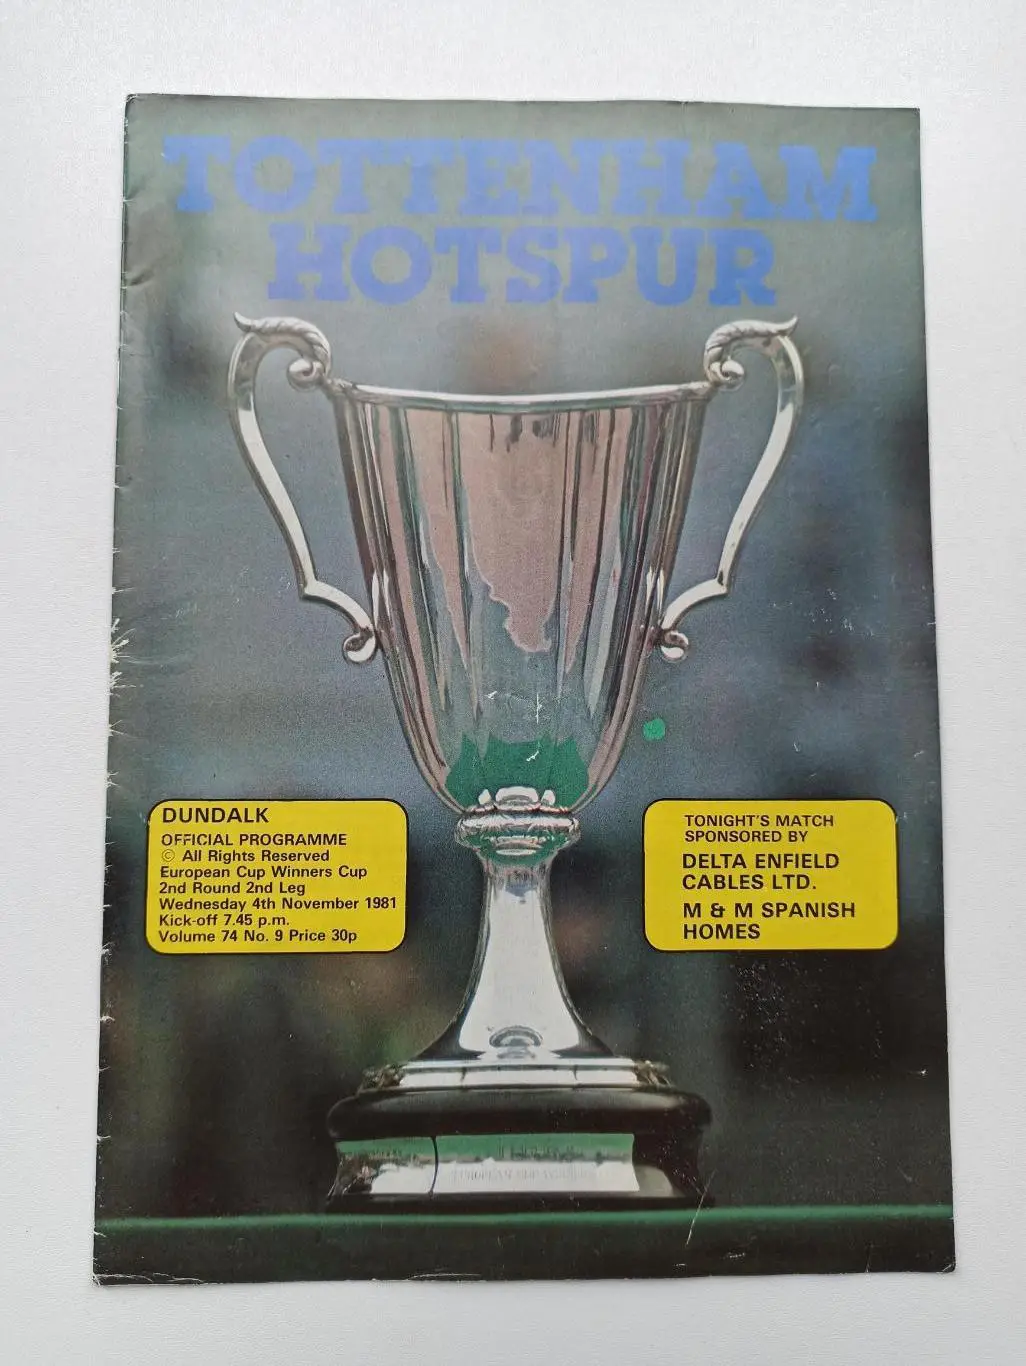 TOTTENHAM
HOTSPUR
DUNDALK
OFFICIAL PROGRAMME
© All Rights Reserved
European Cup Winners Cup
2nd Round 2nd Leg
Wednesday 4th November 1981
Kick-off 7.45 p.m.
Volume 74 No. 9 Price 30p
TONIGHT'S MATCH
SPONSORED BY
DELTA ENFIELD
CABLES LTD.
M & M SPANISH
HOMES